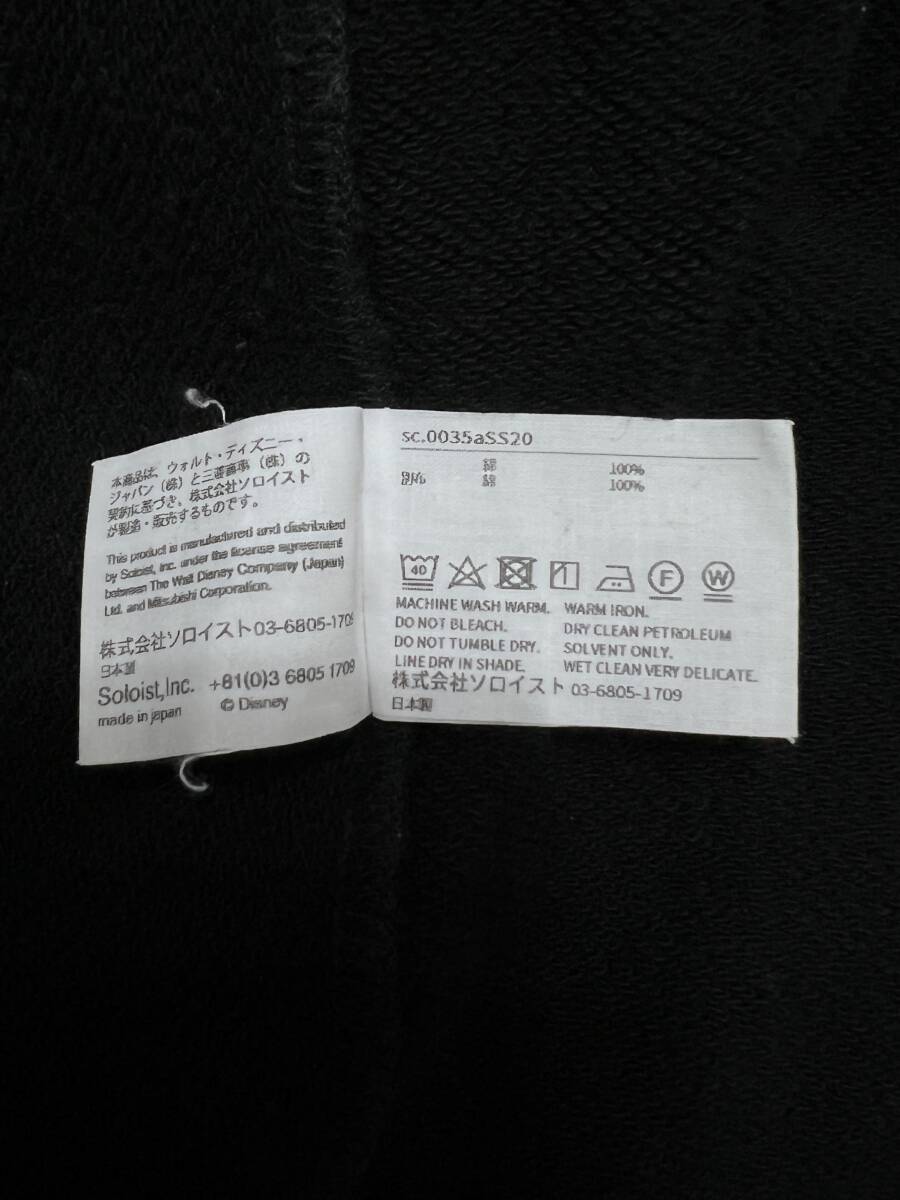 本商品は、ウォルト・ディズニー・
ジャパン(株)と三菱商事(株)の
契約に基づき、株式会社ソロイスト
が製造・販売するものです。
This product is manufactured and distributed
by Soloist, Inc. under the license agreement
between The Walt Disney Company (Japan)
Ltd. and Mitsubishi Corporation.
株式会社ソロイスト03-6805-170
日本製
Soloist,Inc. +81(0)3 6805 1709
made in japan © Disney
sc.0035aSS20
綿 100%
綿 100%
40 F W
MACHINE WASH WARM. WARM IRON.
DO NOT BLEACH. DRY CLEAN PETROLEUM
DO NOT TUMBLE DRY. SOLVENT ONLY.
LINE DRY IN SHADE. WET CLEAN VERY DELICATE.
株式会社ソロイスト 03-6805-1709
日本製